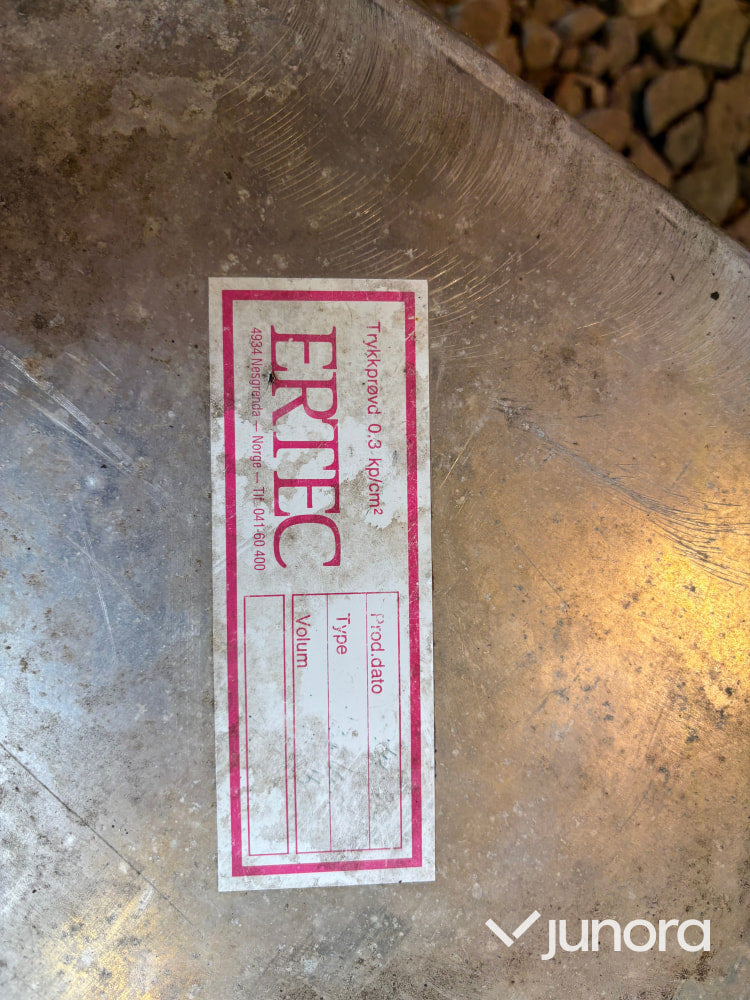 Trykkprøvd 0.3 kp/cm²
ERTEC
4934 Nesgrenda — Norge — Tlf. 041-60 400
Prod.dato
Type
Volum
junora